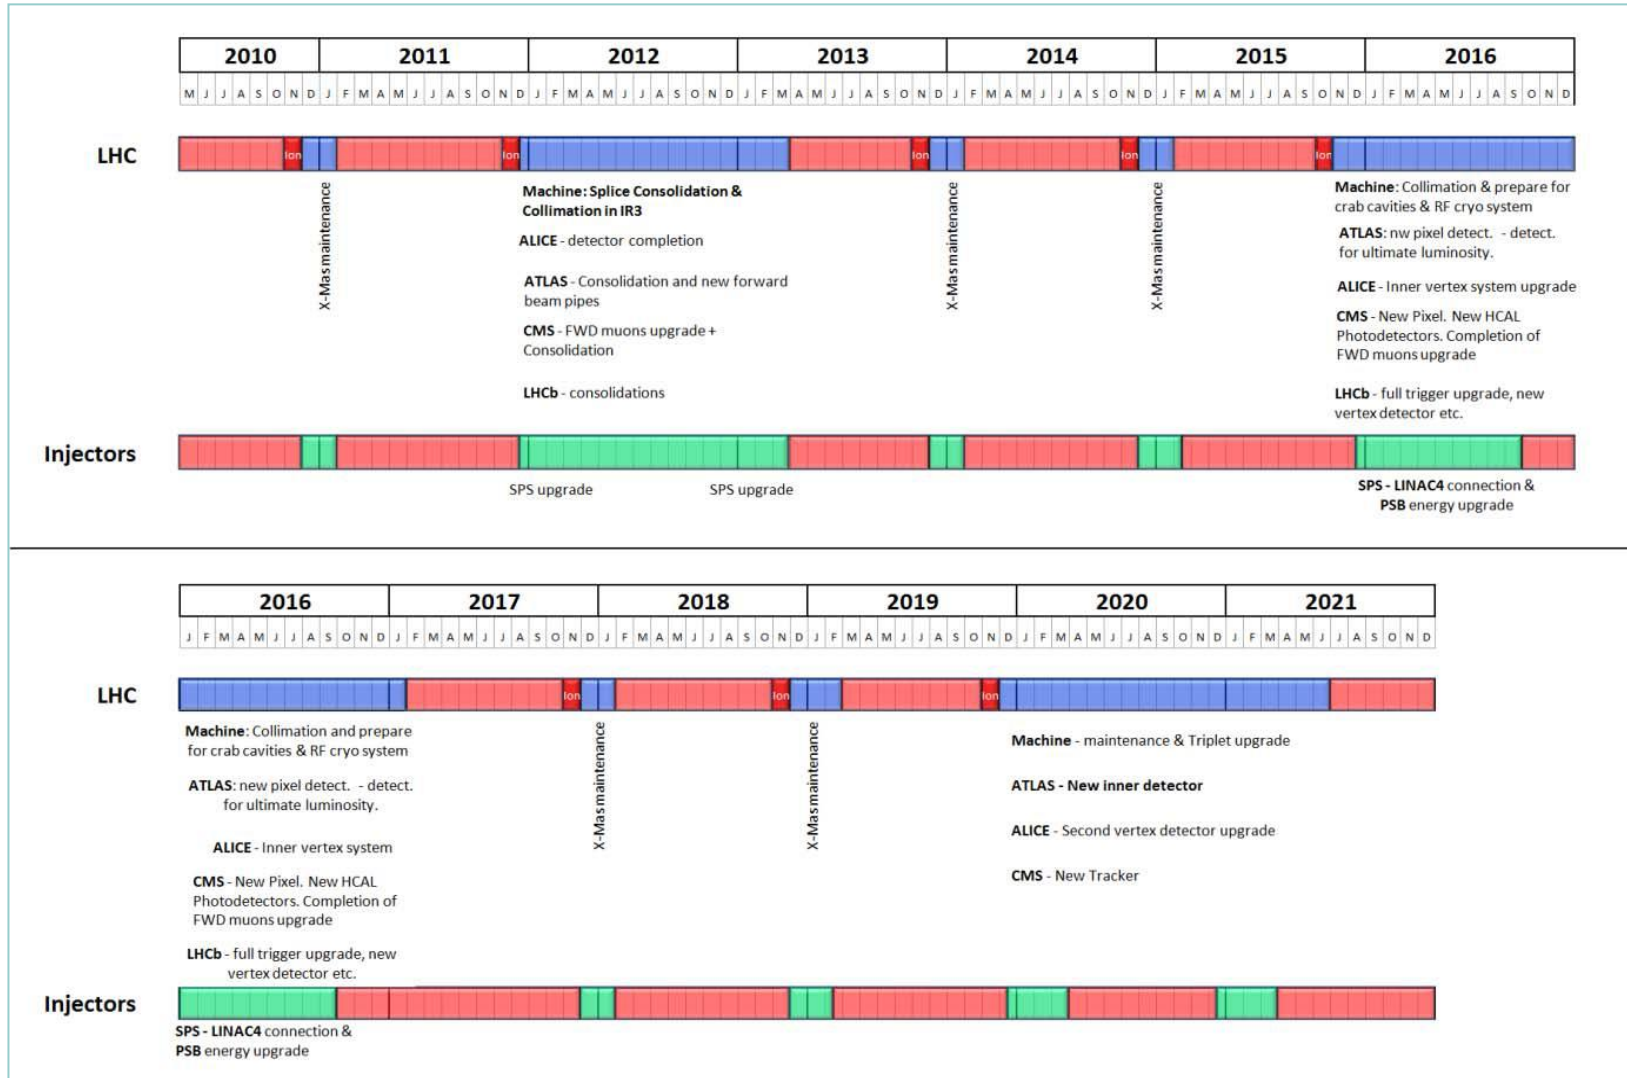 2010 2011 2012 2013 2014 2015 2016
M J J A S O N D J F M A M J J A S O N D J F M A M J J A S O N D J F M A M J J A S O N D J F M A M J J A S O N D J F M A M J J A S O N D J F M A M J J A S O N D
LHC
Ion Ion Ion Ion Ion
X-Mas maintenance
Machine: Splice Consolidation &
Collimation in IR3
ALICE - detector completion
ATLAS - Consolidation and new forward
beam pipes
CMS - FWD muons upgrade +
Consolidation
LHCb - consolidations
X-Mas maintenance
X-Mas maintenance
Machine: Collimation & prepare for
crab cavities & RF cryo system
ATLAS: nw pixel detect. - detect.
for ultimate luminosity.
ALICE - Inner vertex system upgrade
CMS - New Pixel. New HCAL
Photodetectors. Completion of
FWD muons upgrade
LHCb - full trigger upgrade, new
vertex detector etc.
Injectors
SPS upgrade SPS upgrade
SPS - LINAC4 connection &
PSB energy upgrade
2016 2017 2018 2019 2020 2021
J F M A M J J A S O N D J F M A M J J A S O N D J F M A M J J A S O N D J F M A M J J A S O N D J F M A M J J A S O N D J F M A M J J A S O N D
LHC
Ion Ion Ion
Machine: Collimation and prepare
for crab cavities & RF cryo system
ATLAS: new pixel detect. - detect.
for ultimate luminosity.
ALICE - Inner vertex system
CMS - New Pixel. New HCAL
Photodetectors. Completion of
FWD muons upgrade
LHCb - full trigger upgrade, new
vertex detector etc.
X-Mas maintenance
X-Mas maintenance
Machine - maintenance & Triplet upgrade
ATLAS - New inner detector
ALICE - Second vertex detector upgrade
CMS - New Tracker
Injectors
SPS - LINAC4 connection &
PSB energy upgrade